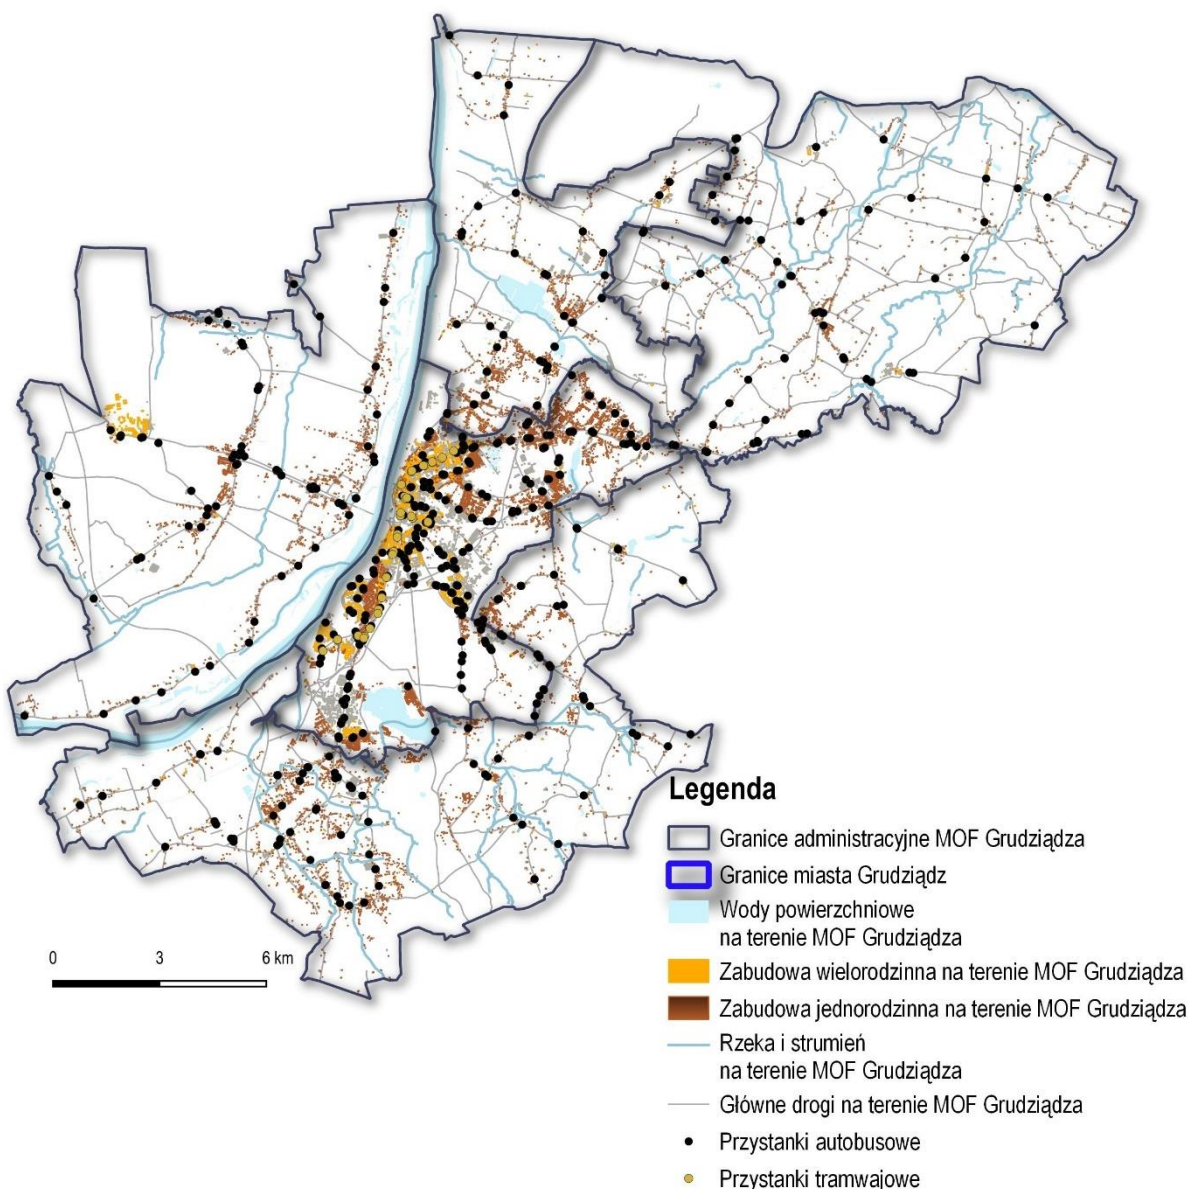 Legenda
Granice administracyjne MOF Grudziądza
Granice miasta Grudziądz
Wody powierzchniowe
na terenie MOF Grudziądza
Zabudowa wielorodzinna na terenie MOF Grudziądza
Zabudowa jednorodzinna na terenie MOF Grudziądza
Rzeka i strumień
na terenie MOF Grudziądza
Główne drogi na terenie MOF Grudziądza
Przystanki autobusowe
Przystanki tramwajowe
0 3 6 km